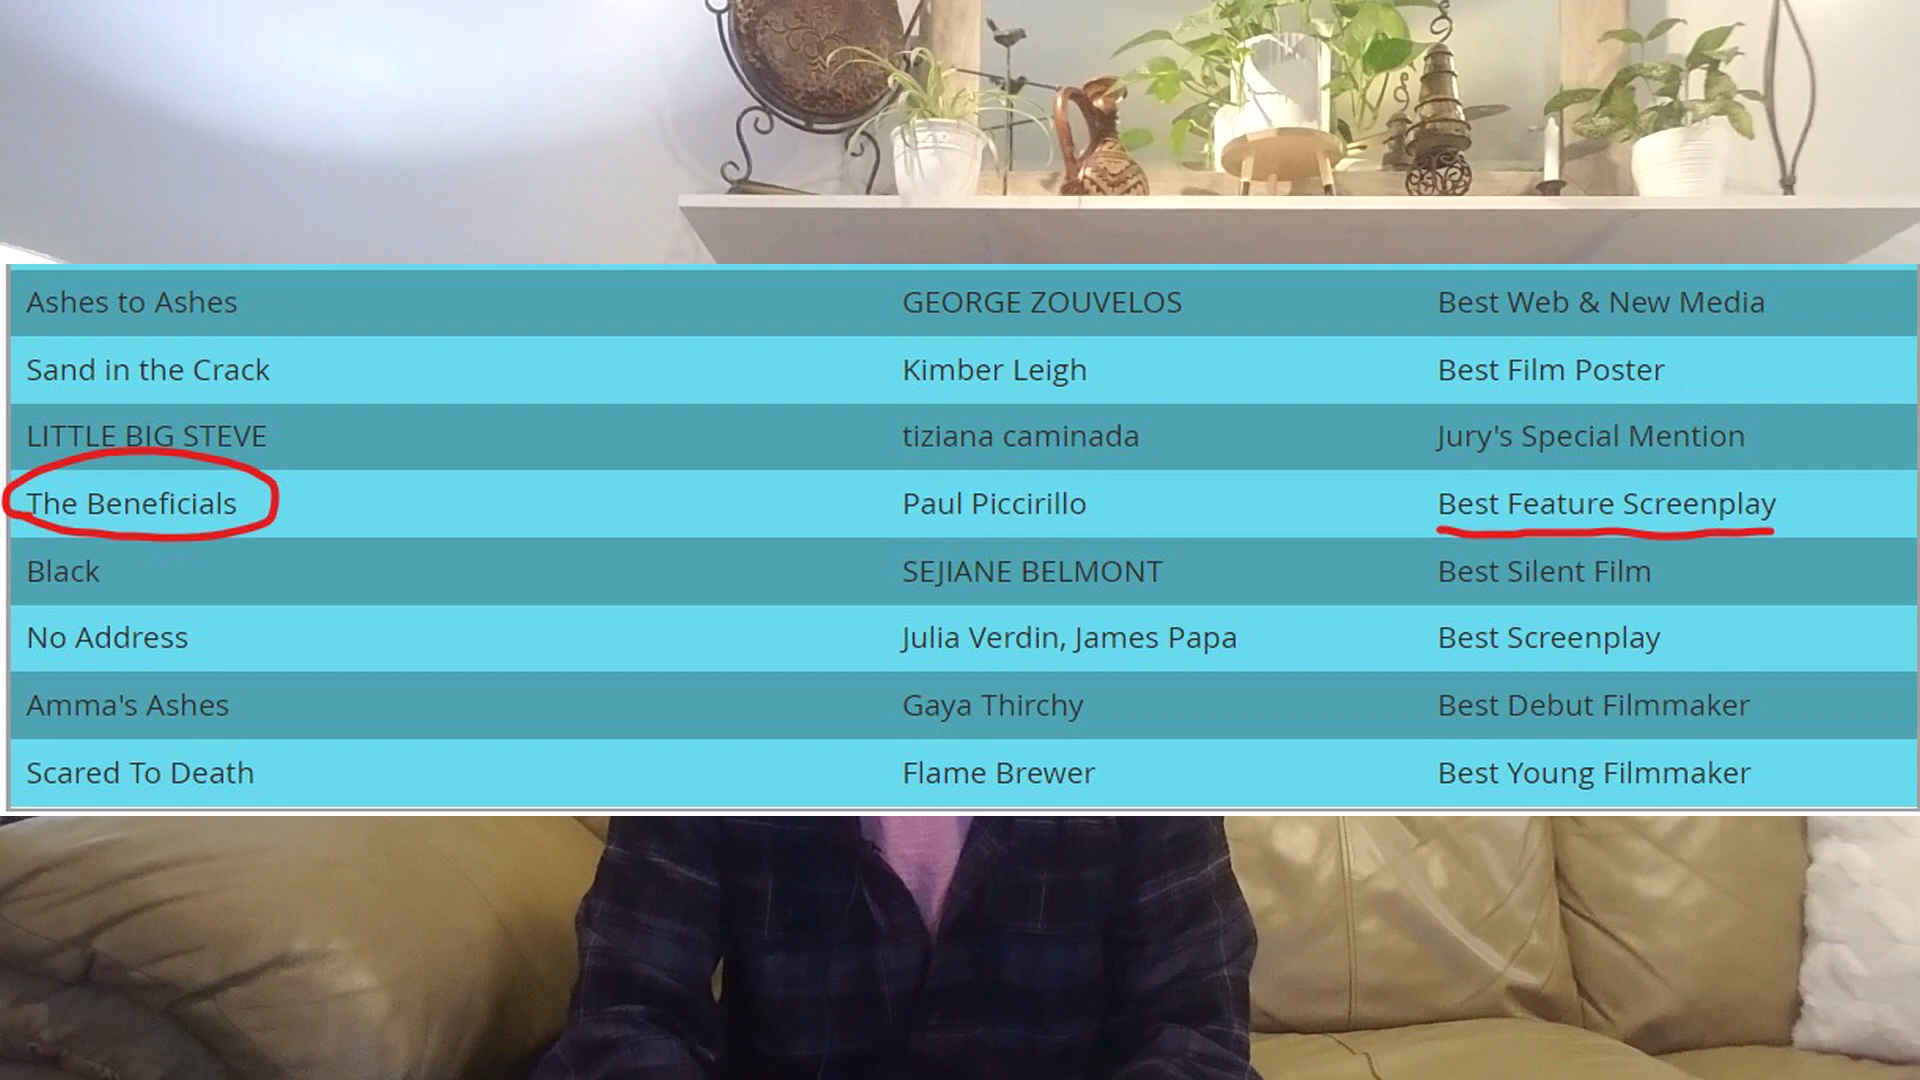 Ashes to Ashes GEORGE ZOUVELOS Best Web & New Media
Sand in the Crack Kimber Leigh Best Film Poster
LITTLE BIG STEVE tiziana caminada Jury's Special Mention
The Beneficials Paul Piccirillo Best Feature Screenplay
Black SEJIANE BELMONT Best Silent Film
No Address Julia Verdin, James Papa Best Screenplay
Amma's Ashes Gaya Thirchy Best Debut Filmmaker
Scared To Death Flame Brewer Best Young Filmmaker